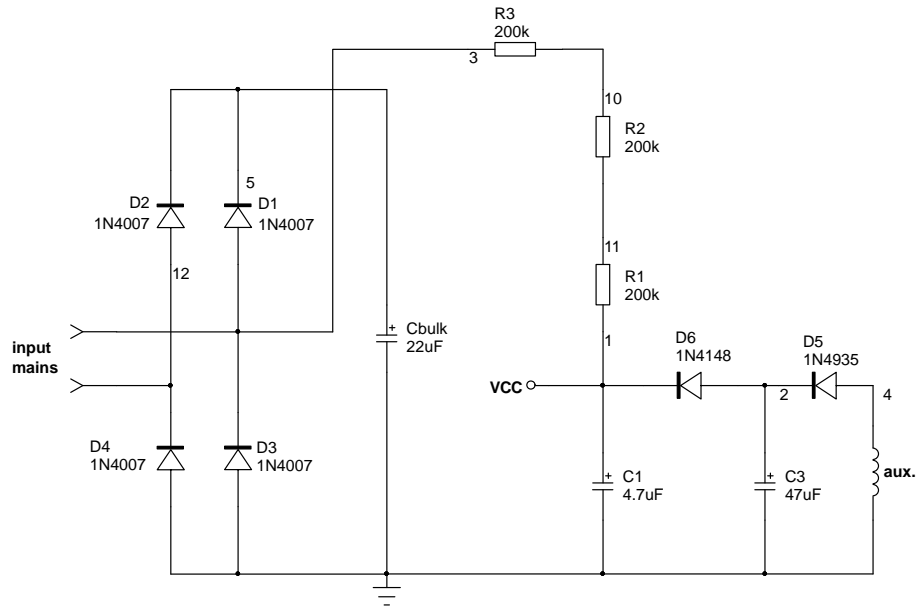 R3
200k
3
10
R2
200k
5
D2
1N4007
D1
1N4007
11
12
R1
200k
input
mains
Cbulk
+
22uF
1
D6
1N4148
D5
1N4935
VCC
2
4
D4
1N4007
D3
1N4007
+
C1
4.7uF
+
C3
47uF
aux.